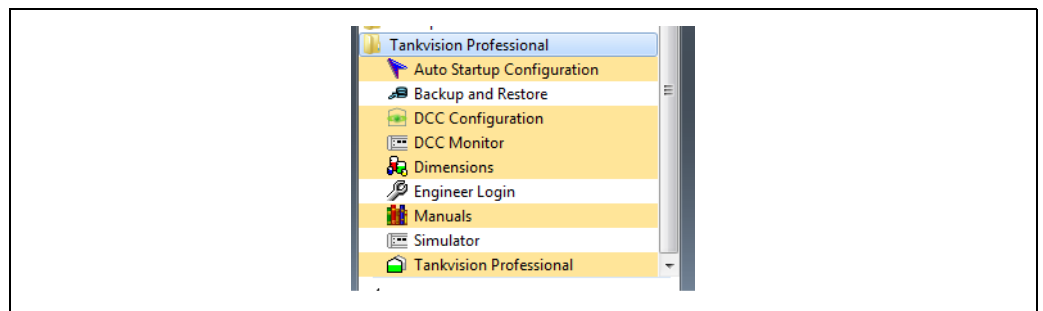 Tankvision Professional
Auto Startup Configuration
Backup and Restore
DCC Configuration
DCC Monitor
Dimensions
Engineer Login
Manuals
Simulator
Tankvision Professional